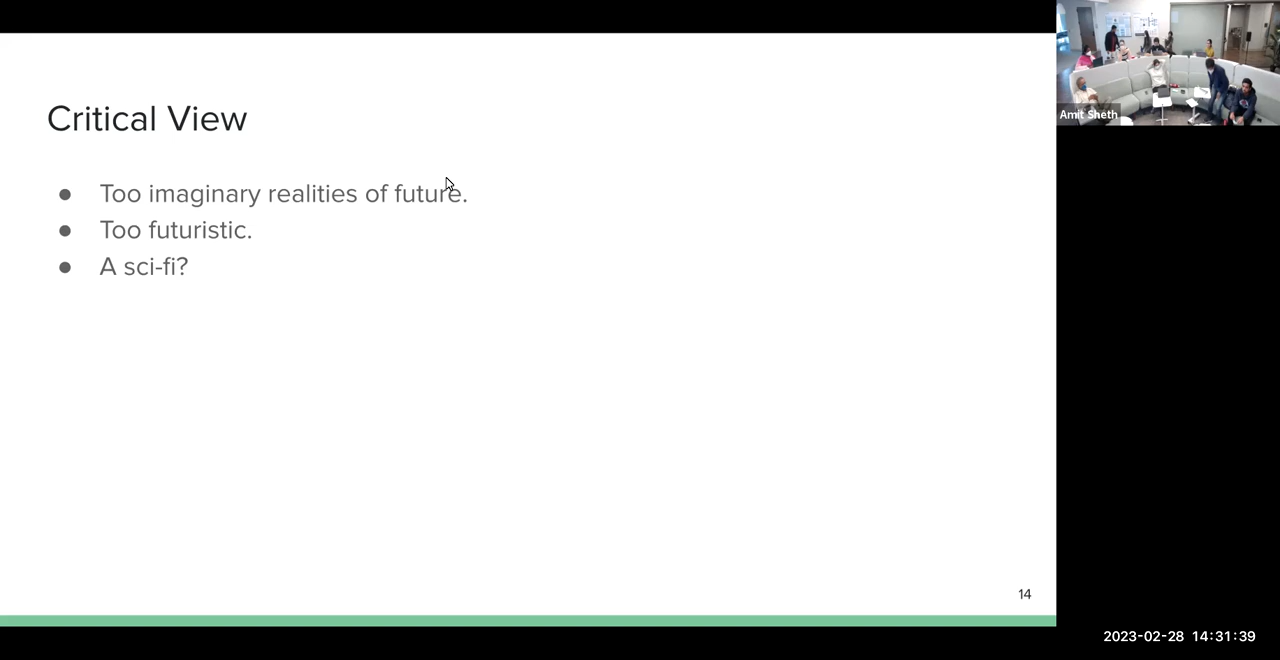 Critical View
● Too imaginary realities of future.
● Too futuristic.
● A sci-fi?
14
Amit Sheth
2023-02-28 14:31:39